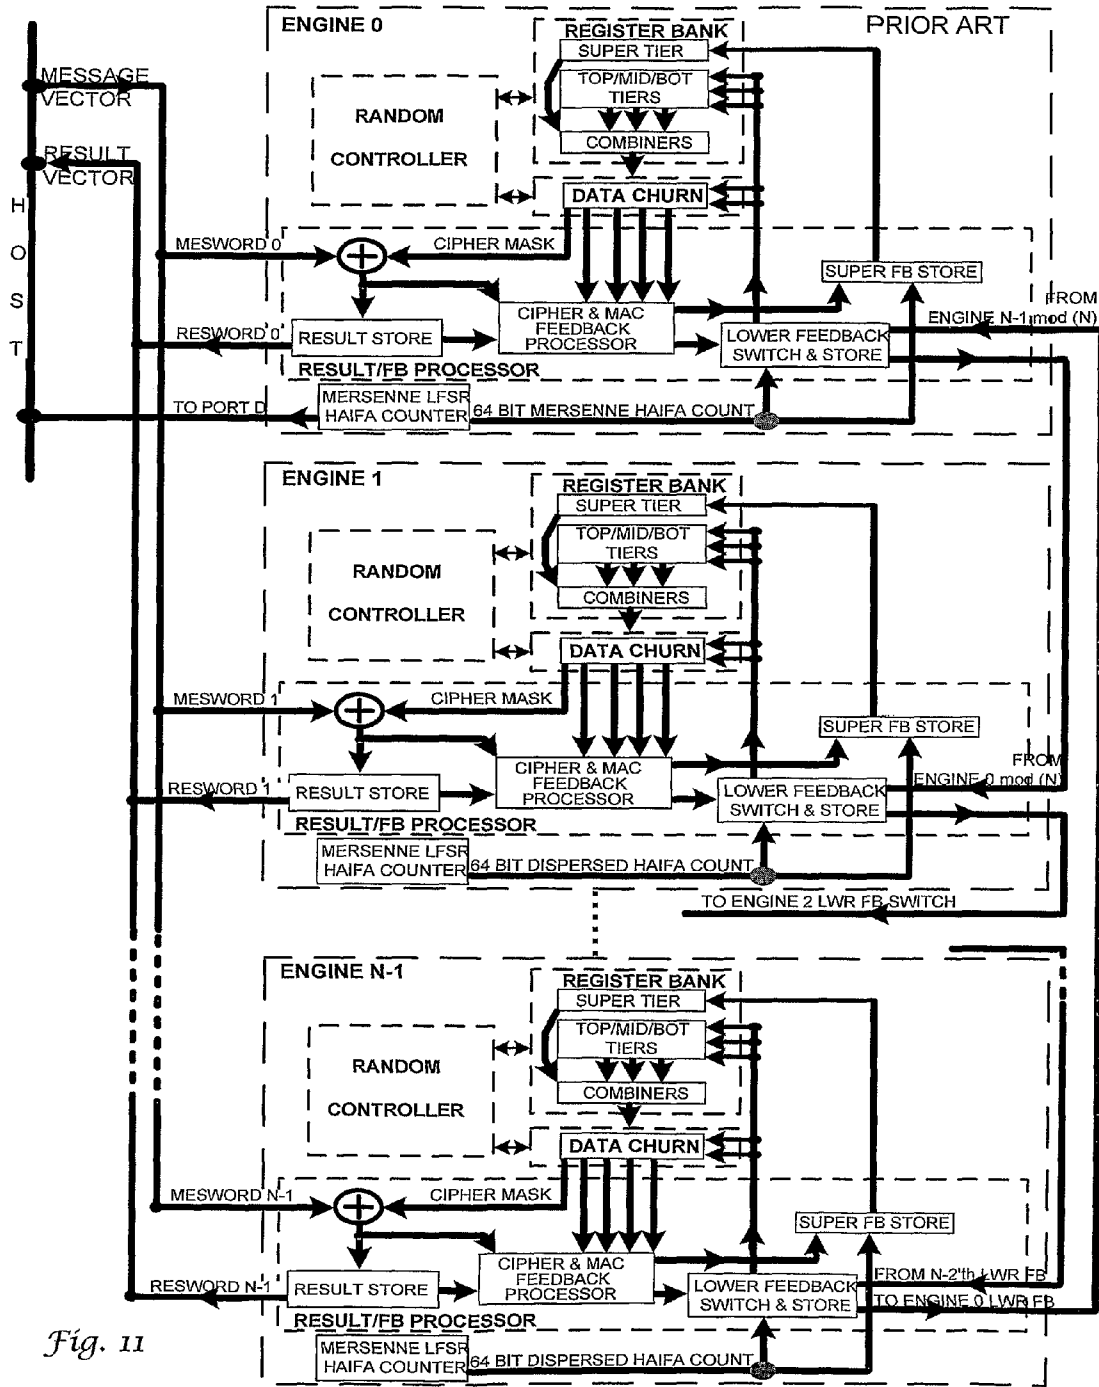 ENGINE 0
PRIOR ART
REGISTER BANK
SUPER TIER
MESSAGE
VECTOR
TOP/MID/BOT
TIERS
RANDOM
CONTROLLER
COMBINERS
RESULT
VECTOR
DATA CHURN
H
O
S
T
MESWORD 0
CIPHER MASK
SUPER FB STORE
FROM
ENGINE N-1 mod (N)
CIPHER & MAC
FEEDBACK
PROCESSOR
RESWORD 0
RESULT STORE
LOWER FEEDBACK
SWITCH & STORE
RESULT/FB PROCESSOR
TO PORT D
MERSENNE LFSR
HAIFA COUNTER
64 BIT MERSENNE HAIFA COUNT
ENGINE 1
REGISTER BANK
SUPER TIER
TOP/MID/BOT
TIERS
RANDOM
CONTROLLER
COMBINERS
DATA CHURN
MESWORD 1
CIPHER MASK
SUPER FB STORE
FROM
ENGINE 0 mod (N)
CIPHER & MAC
FEEDBACK
PROCESSOR
RESWORD 1
RESULT STORE
LOWER FEEDBACK
SWITCH & STORE
RESULT/FB PROCESSOR
MERSENNE LFSR
HAIFA COUNTER
64 BIT DISPERSED HAIFA COUNT
TO ENGINE 2 LWR FB SWITCH
ENGINE N-1
REGISTER BANK
SUPER TIER
TOP/MID/BOT
TIERS
RANDOM
CONTROLLER
COMBINERS
DATA CHURN
MESWORD N-1
CIPHER MASK
SUPER FB STORE
CIPHER & MAC
FEEDBACK
PROCESSOR
FROM N-2'th LWR FB
TO ENGINE 0 LWR FB
RESWORD N-1
RESULT STORE
LOWER FEEDBACK
SWITCH & STORE
RESULT/FB PROCESSOR
MERSENNE LFSR
HAIFA COUNTER
64 BIT DISPERSED HAIFA COUNT
Fig. 11